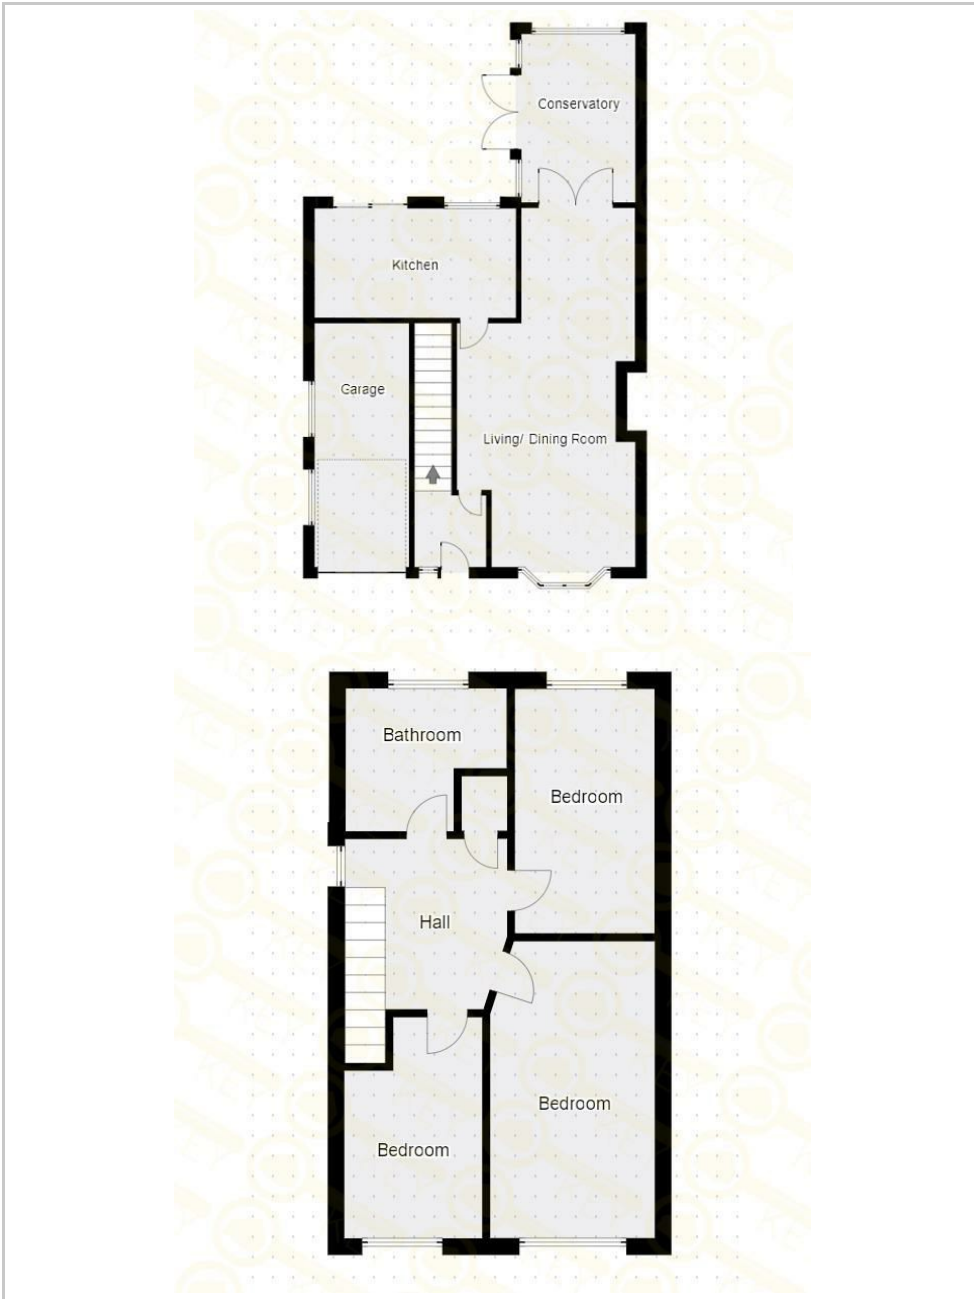 Conservatory
Kitchen
Garage
Living/ Dining Room
Bathroom
Bedroom
Hall
Bedroom
Bedroom